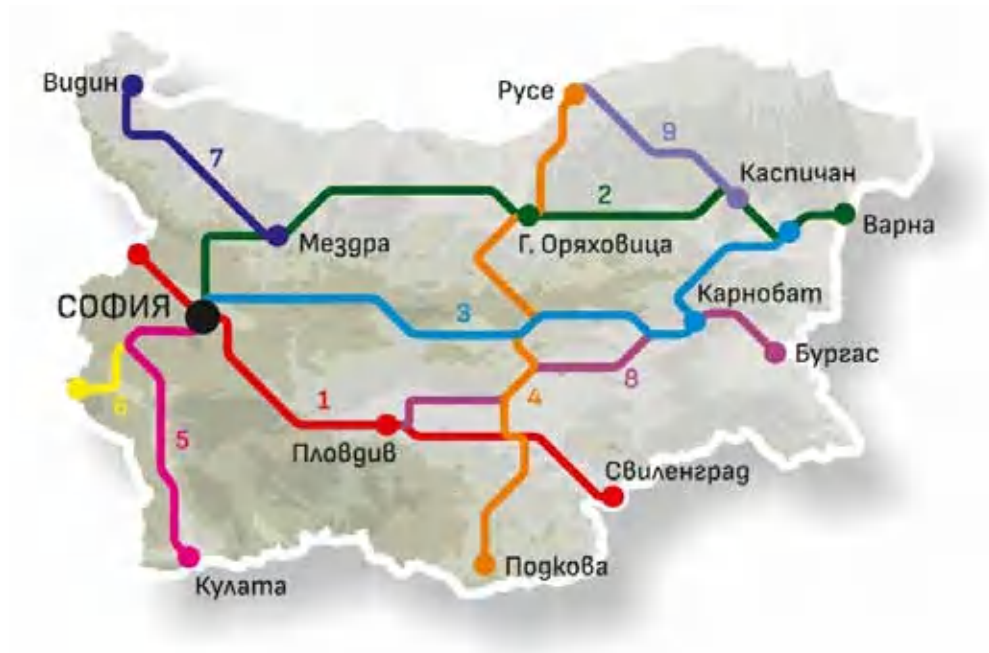 Видин
Русе
9
7
Каспичан
2
Варна
Мездра
Г. Оряховица
СОФИЯ
3
Карнобат
Бургас
8
6
1
4
5
Пловдив
Свиленград
Подкова
Кулата